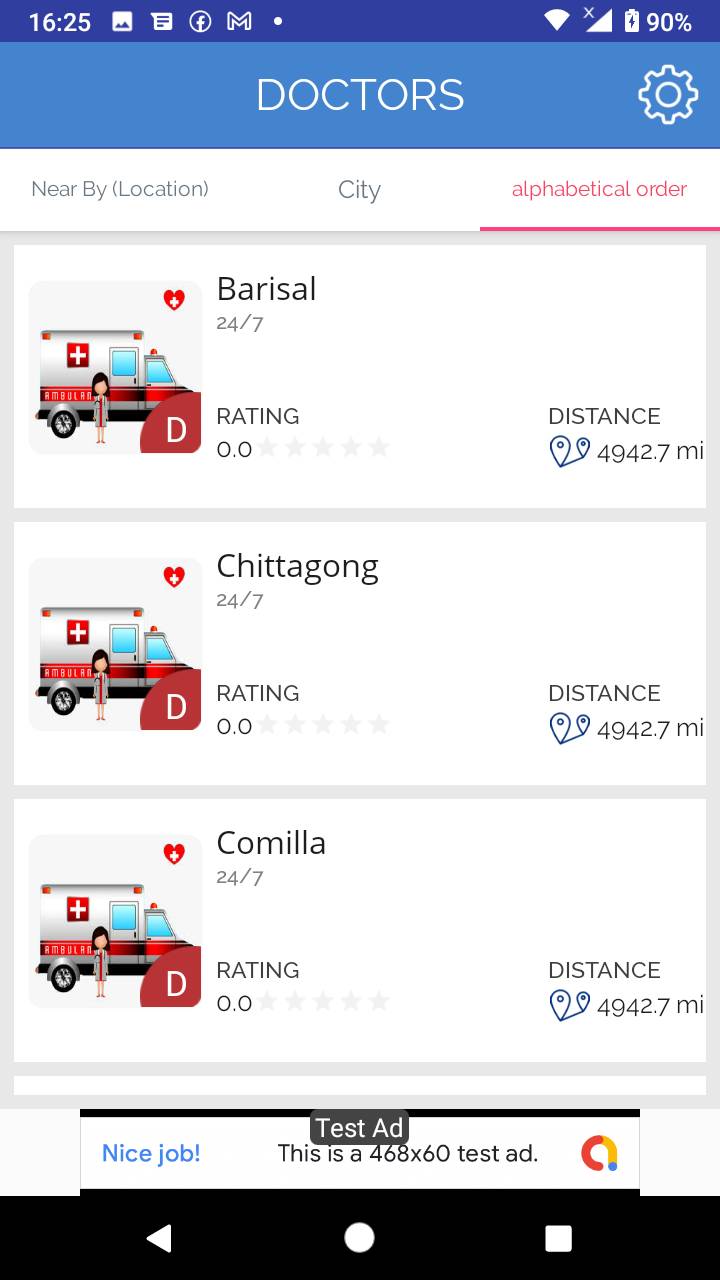 16:25
x
90%
DOCTORS
Near By (Location)
City
alphabetical order
Barisal
24/7
AMBULAN
D
RATING
DISTANCE
0.0
4942.7 mi
Chittagong
24/7
AMBULAN
D
RATING
DISTANCE
0.0
4942.7 mi
Comilla
24/7
AMBULAN
D
RATING
DISTANCE
0.0
4942.7 mi
Test Ad
Nice job!
This is a 468x60 test ad.